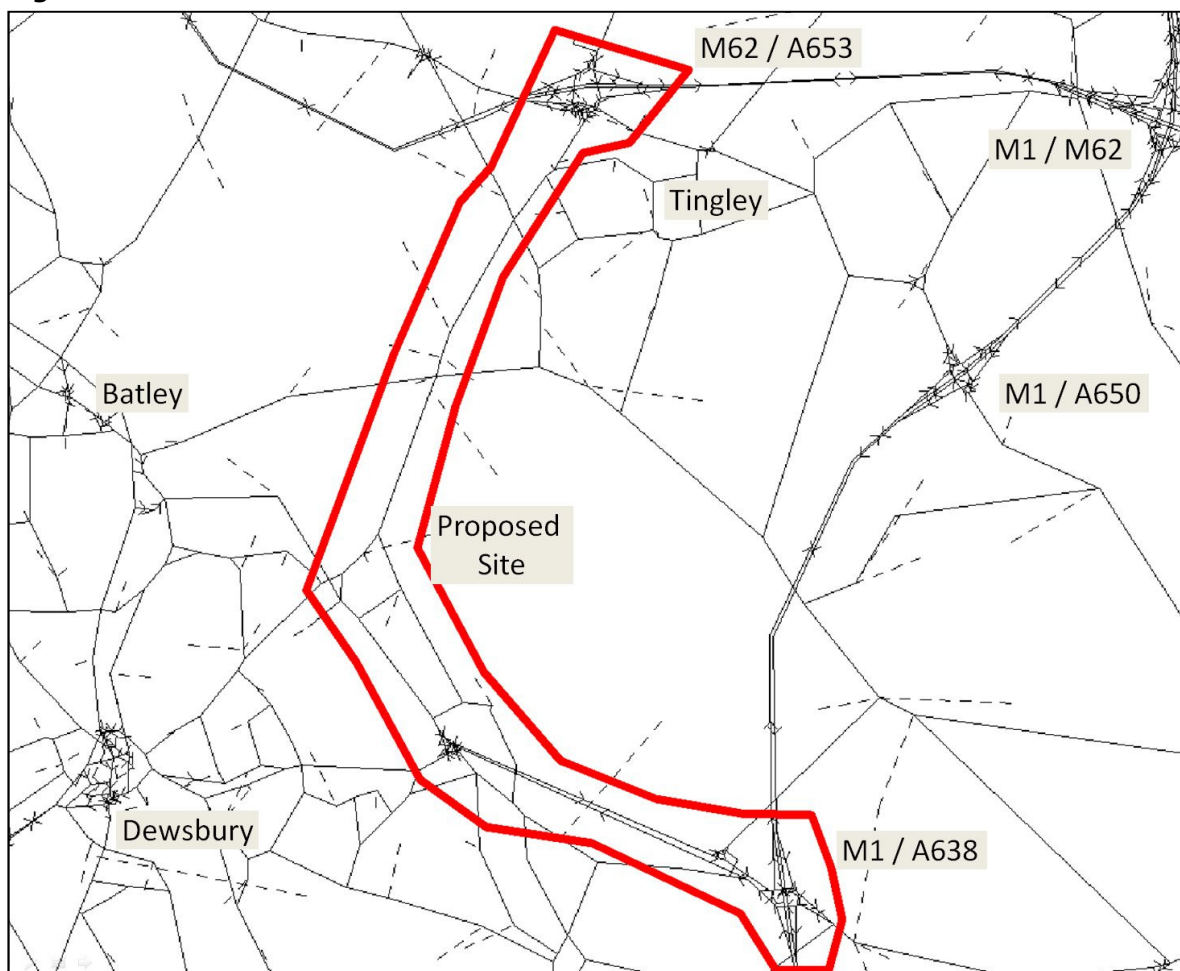 M62 / A653
M1 / M62
Tingley
M1 / A650
Batley
Proposed
Site
Dewsbury
M1 / A638